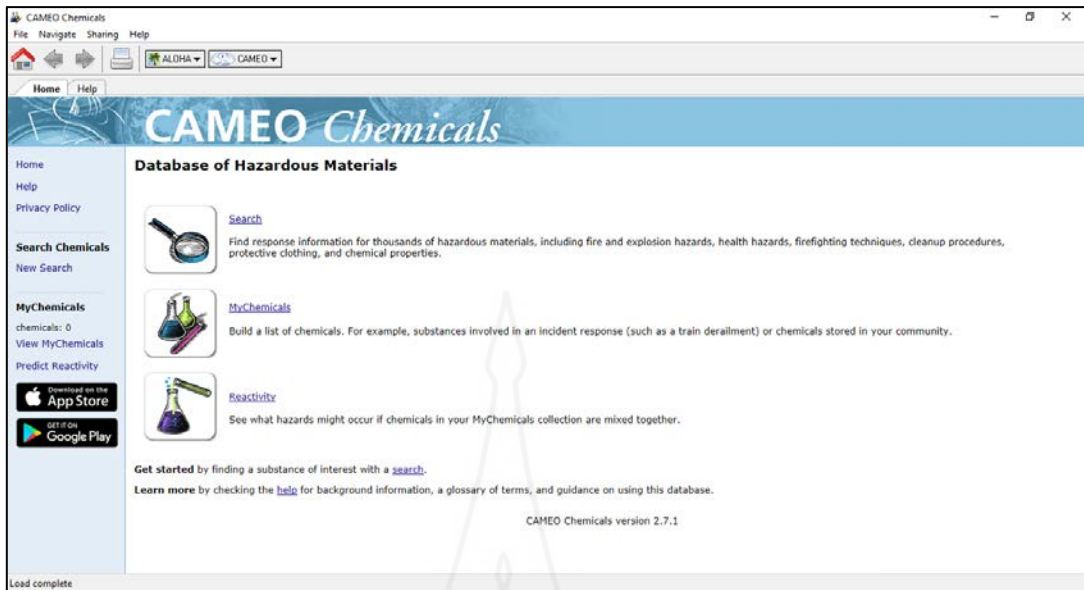 CAMEO Chemicals
File Navigate Sharing Help
ALOHA CAMEO
Home Help
CAMEO Chemicals
Home
Help
Privacy Policy
Search Chemicals
New Search
MyChemicals
chemicals: 0
View MyChemicals
Predict Reactivity
Download on the
App Store
GET IT ON
Google Play
Database of Hazardous Materials
Search
Find response information for thousands of hazardous materials, including fire and explosion hazards, health hazards, firefighting techniques, cleanup procedures,
protective clothing, and chemical properties.
MyChemicals
Build a list of chemicals. For example, substances involved in an incident response (such as a train derailment) or chemicals stored in your community.
Reactivity
See what hazards might occur if chemicals in your MyChemicals collection are mixed together.
Get started by finding a substance of interest with a search.
Learn more by checking the help for background information, a glossary of terms, and guidance on using this database.
CAMEO Chemicals version 2.7.1
Load complete